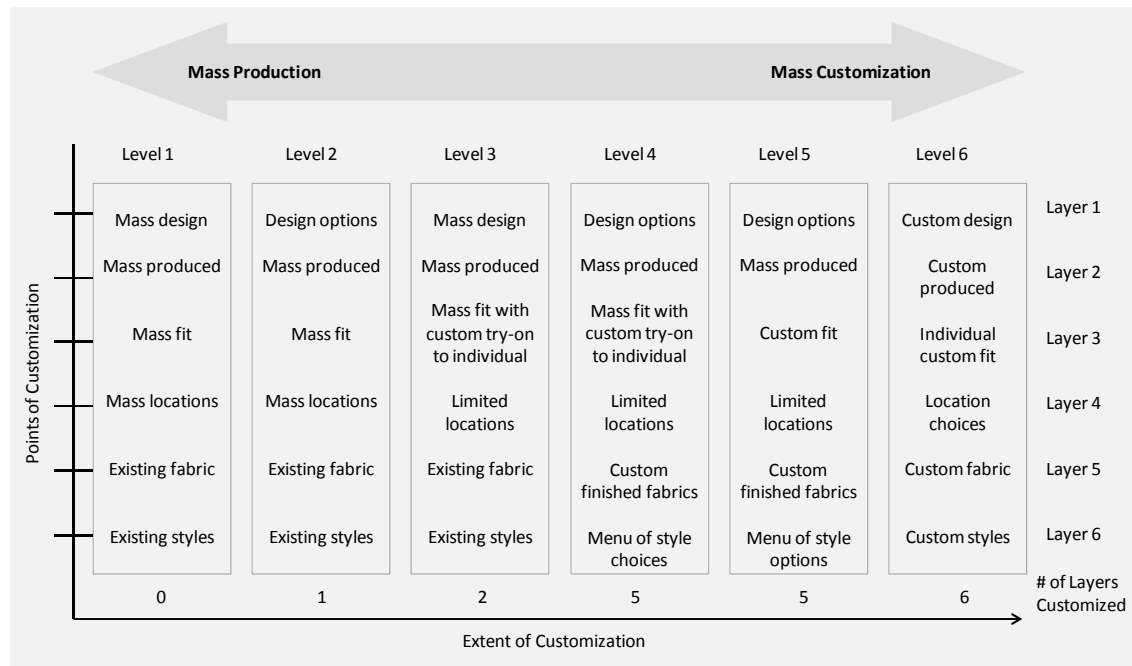 Mass Production
Mass Customization
Level 1
Level 2
Level 3
Level 4
Level 5
Level 6
Mass design
Design options
Mass design
Design options
Design options
Custom design
Layer 1
Mass produced
Mass produced
Mass produced
Mass produced
Mass produced
Custom
produced
Layer 2
Mass fit
Mass fit
Mass fit with
custom try-on
to individual
Mass fit with
custom try-on
to individual
Custom fit
Individual
custom fit
Layer 3
Mass locations
Mass locations
Limited
locations
Limited
locations
Limited
locations
Location
choices
Layer 4
Existing fabric
Existing fabric
Existing fabric
Custom
finished fabrics
Custom
finished fabrics
Custom fabric
Layer 5
Existing styles
Existing styles
Existing styles
Menu of style
choices
Menu of style
options
Custom styles
Layer 6
0
1
2
5
5
6
# of Layers
Customized
Points of Customization
Extent of Customization